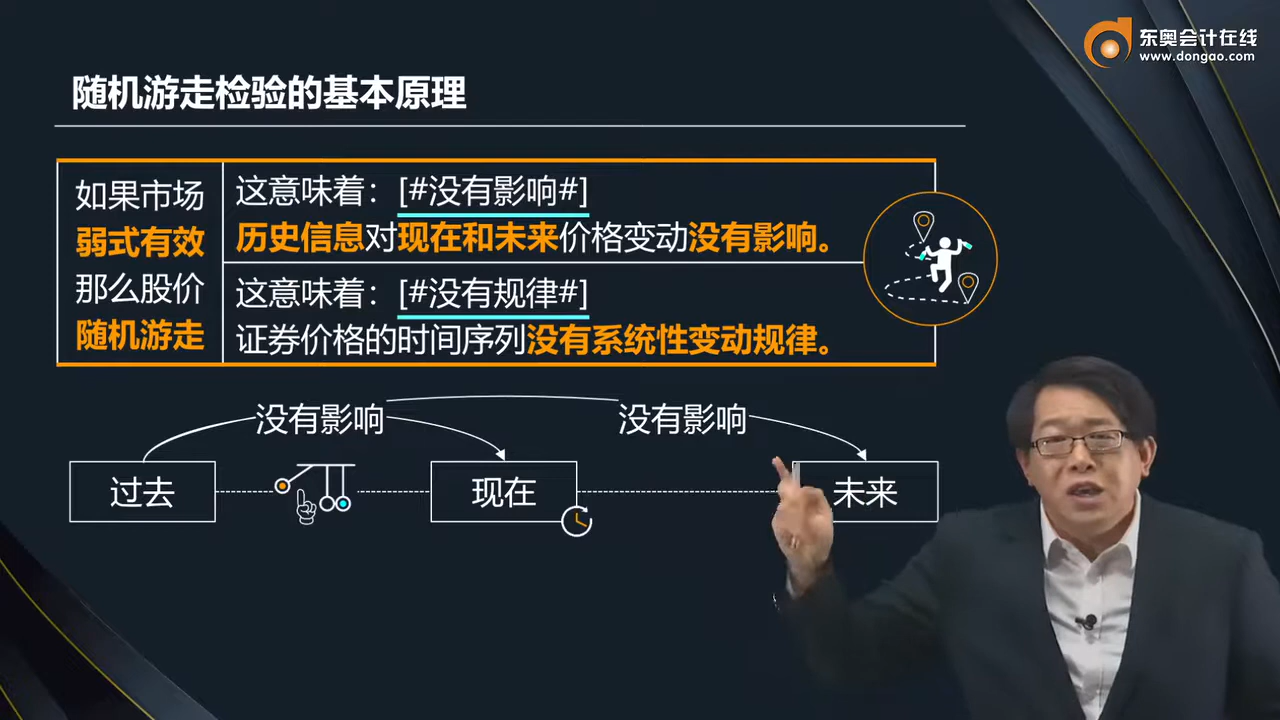 东奥会计在线
www.dongao.com
随机游走检验的基本原理
如果市场
弱式有效
那么股价
随机游走
这意味着：[#没有影响#]
历史信息对现在和未来价格变动没有影响。
这意味着：[#没有规律#]
证券价格的时间序列没有系统性变动规律。
没有影响
没有影响
过去
现在
未来